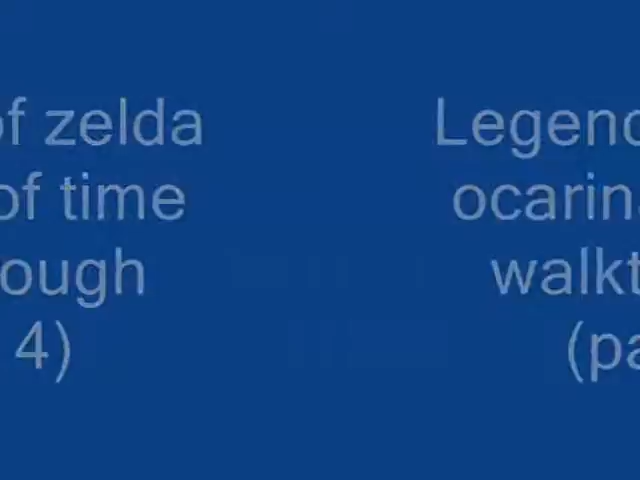 of zelda Legend
of time ocarina
ough walkt
4) (pa